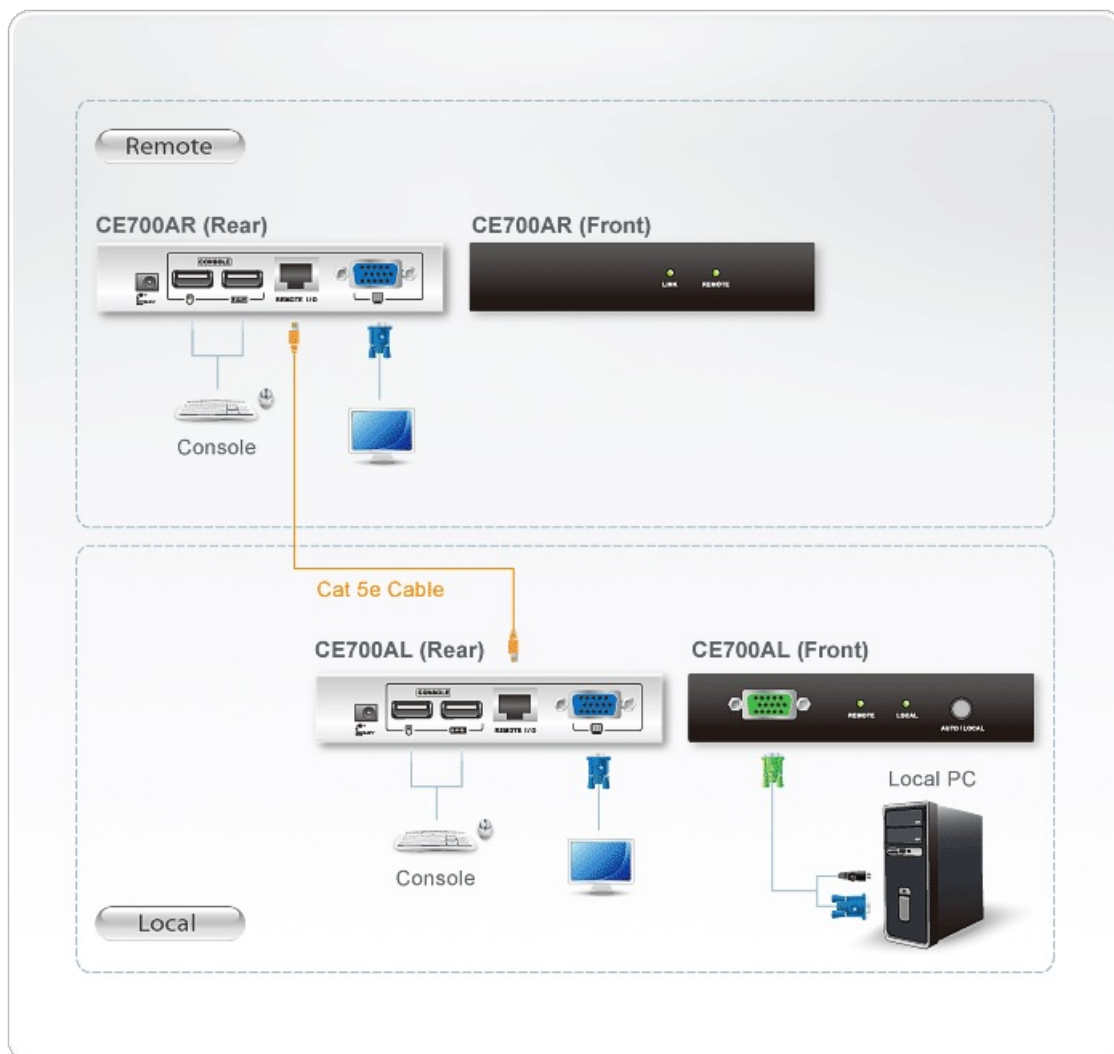 Remote
CE700AR (Rear)
CE700AR (Front)
CONSOLE
REMOTE I/O
LINK
REMOTE
Console
Cat 5e Cable
CE700AL (Rear)
CE700AL (Front)
CONSOLE
REMOTE I/O
REMOTE
LOCAL
AUTO / LOCAL
Local PC
Console
Local